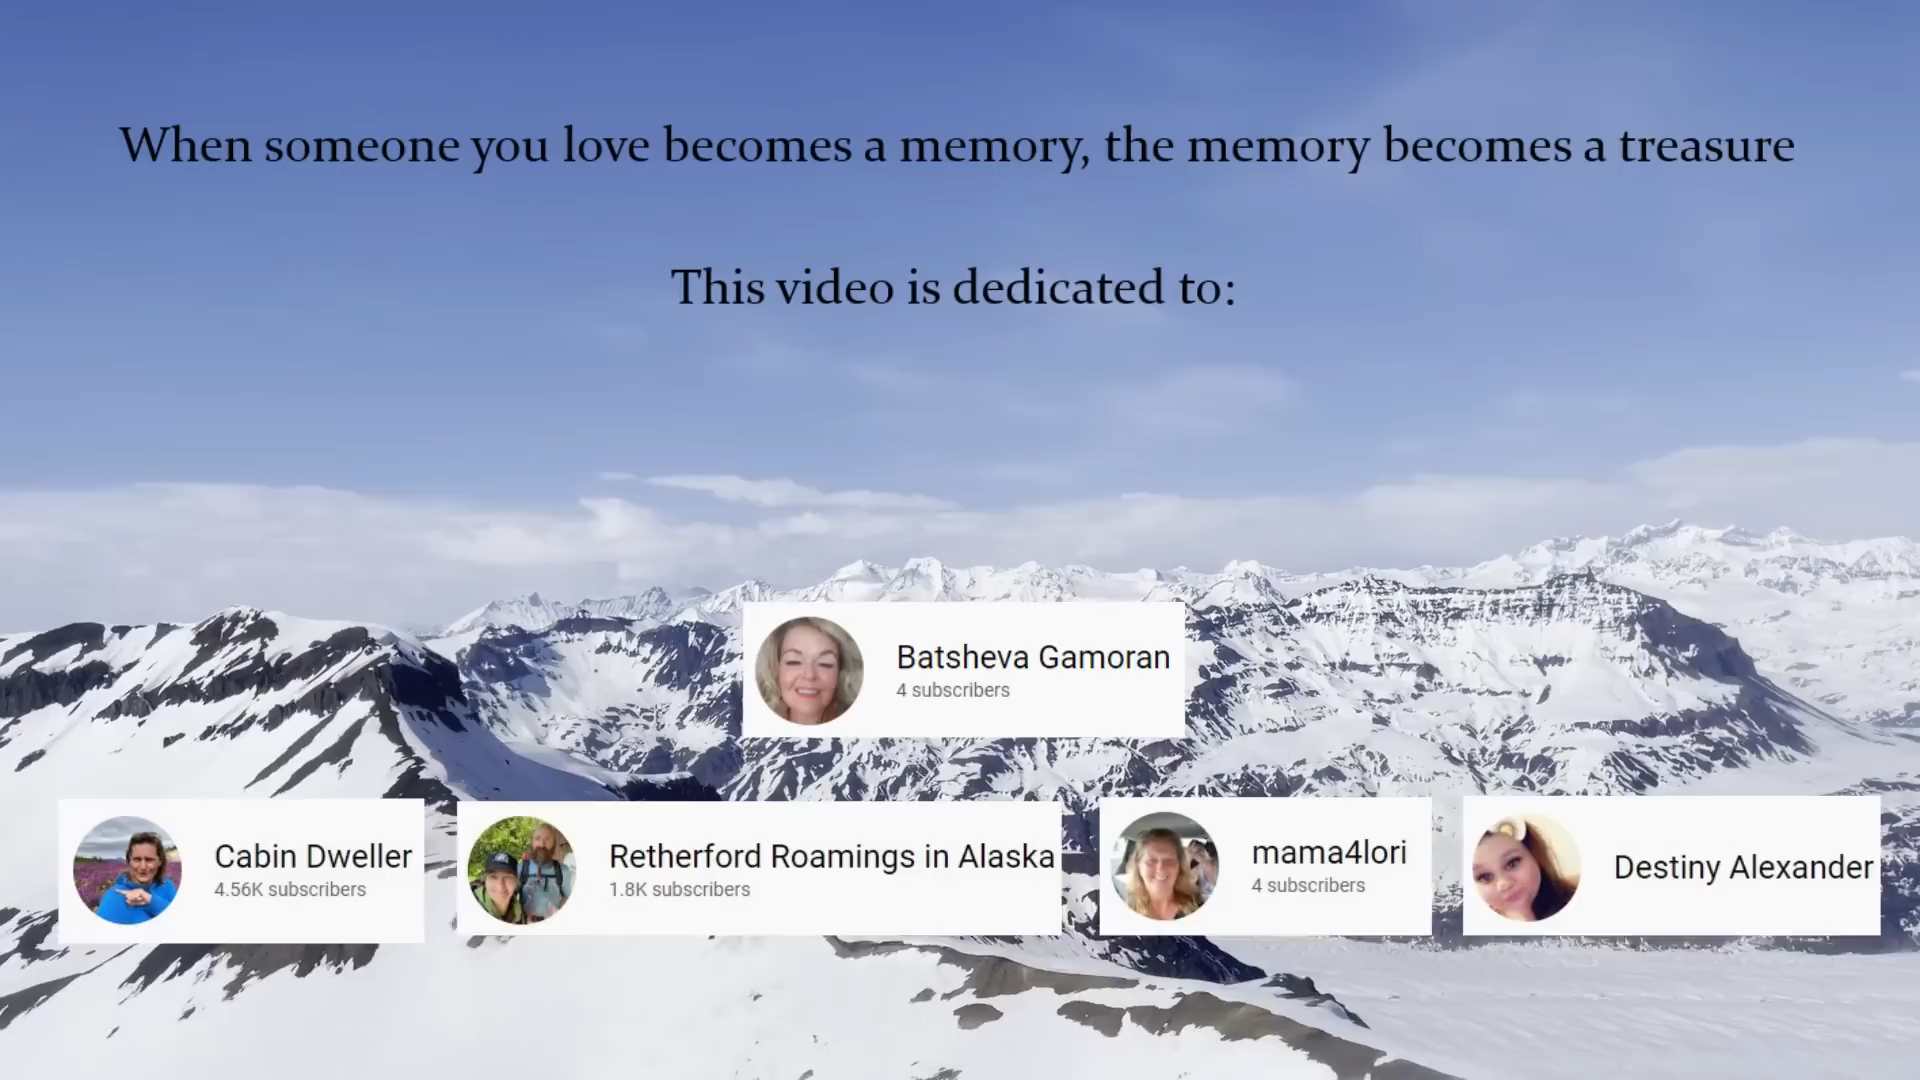 When someone you love becomes a memory, the memory becomes a treasure
This video is dedicated to:
Batsheva Gamoran
4 subscribers
Cabin Dweller
4.56K subscribers
Retherford Roamings in Alaska
1.8K subscribers
mama4lori
4 subscribers
Destiny Alexander